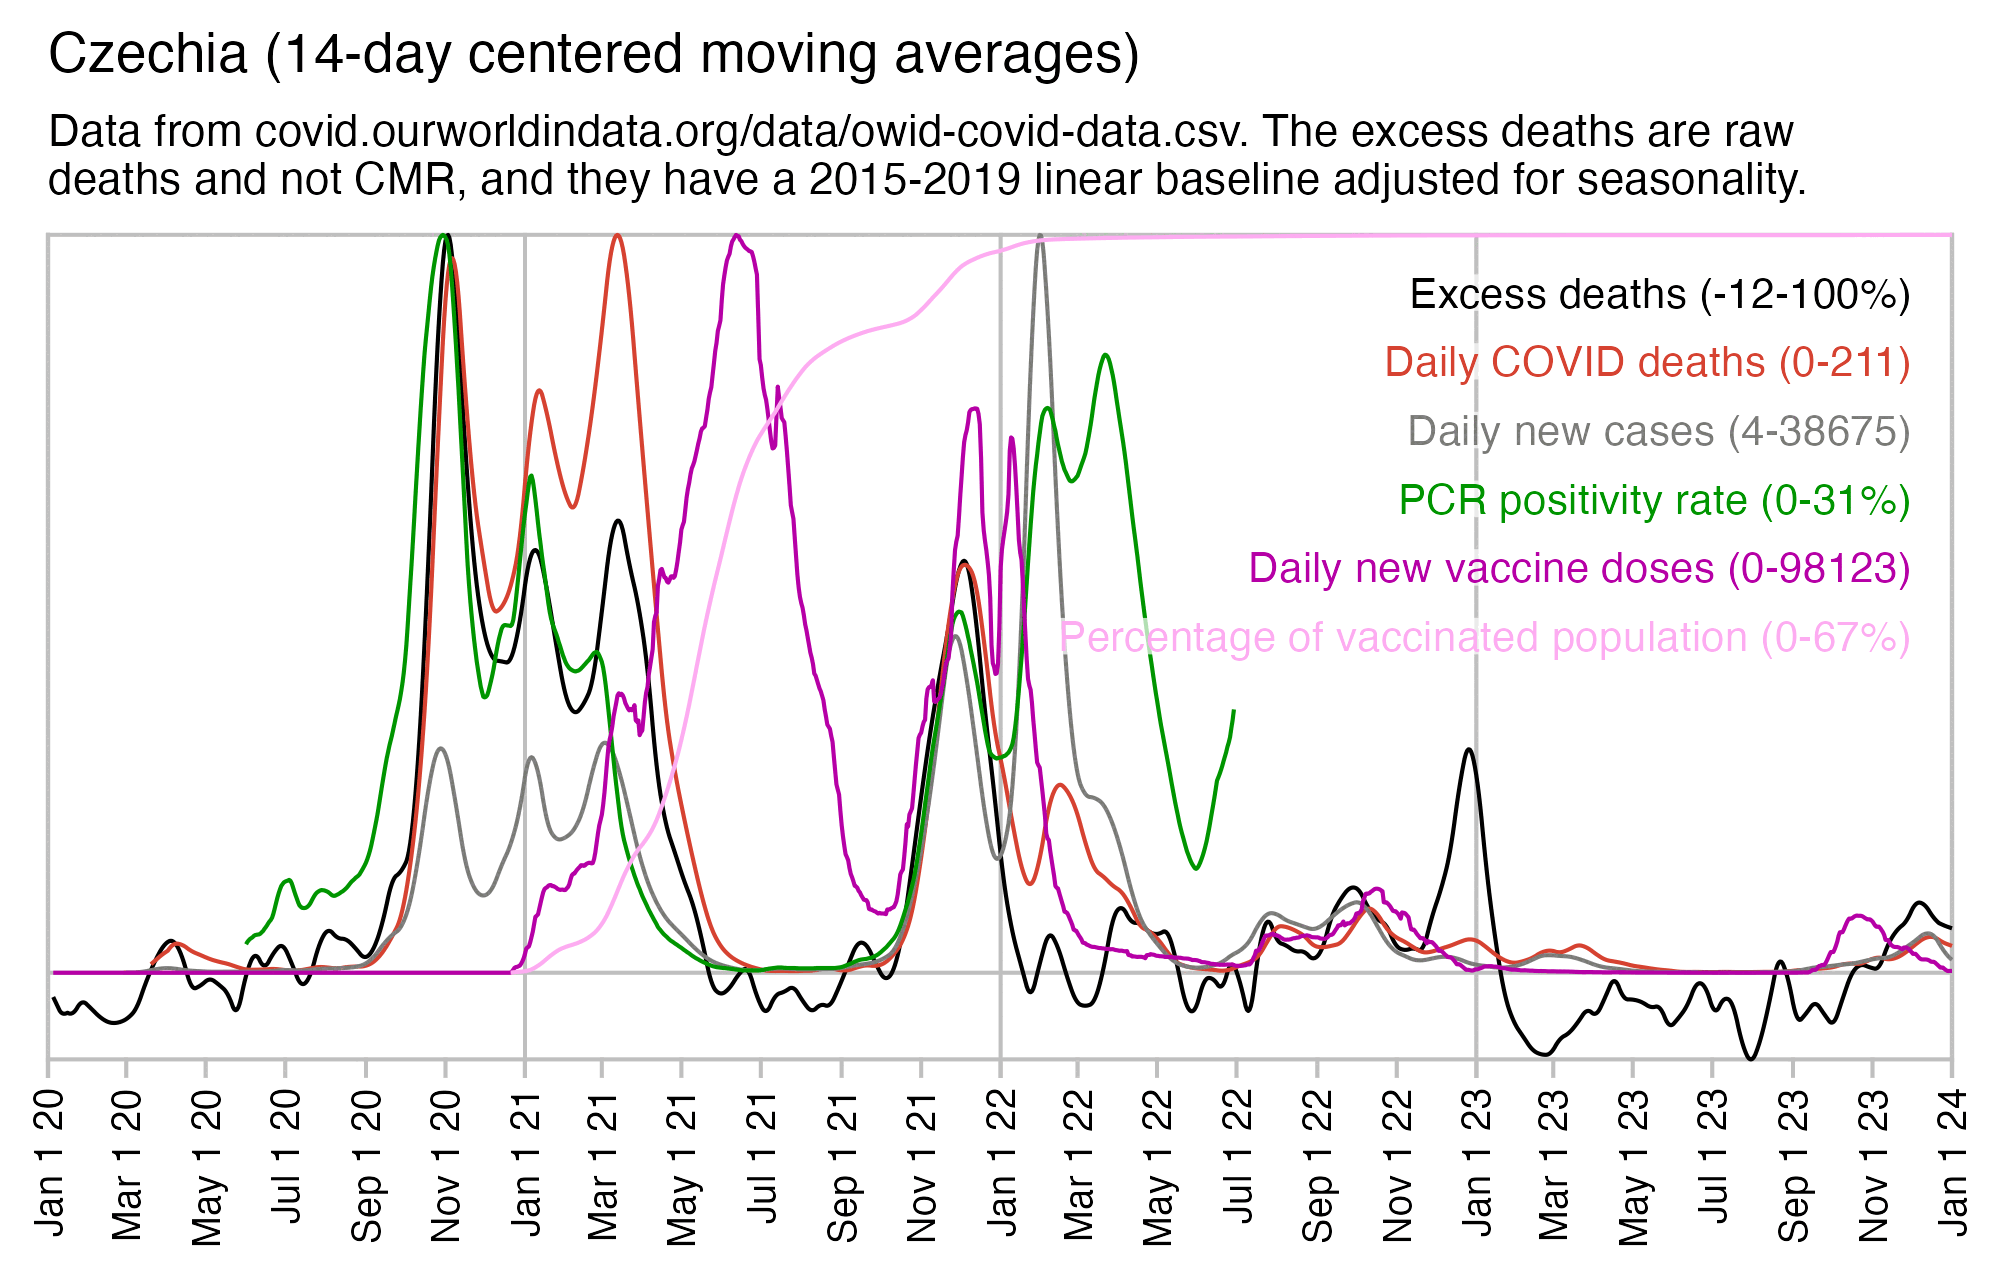 Czechia (14-day centered moving averages)
Data from covid.ourworldindata.org/data/owid-covid-data.csv. The excess deaths are raw
deaths and not CMR, and they have a 2015-2019 linear baseline adjusted for seasonality.
Excess deaths (-12-100%)
Daily COVID deaths (0-211)
Daily new cases (4-38675)
PCR positivity rate (0-31%)
Daily new vaccine doses (0-98123)
Percentage of vaccinated population (0-67%)
Jan 1 20
Mar 1 20
May 1 20
Jul 1 20
Sep 1 20
Nov 1 20
Jan 1 21
Mar 1 21
May 1 21
Jul 1 21
Sep 1 21
Nov 1 21
Jan 1 22
Mar 1 22
May 1 22
Jul 1 22
Sep 1 22
Nov 1 22
Jan 1 23
Mar 1 23
May 1 23
Jul 1 23
Sep 1 23
Nov 1 23
Jan 1 24